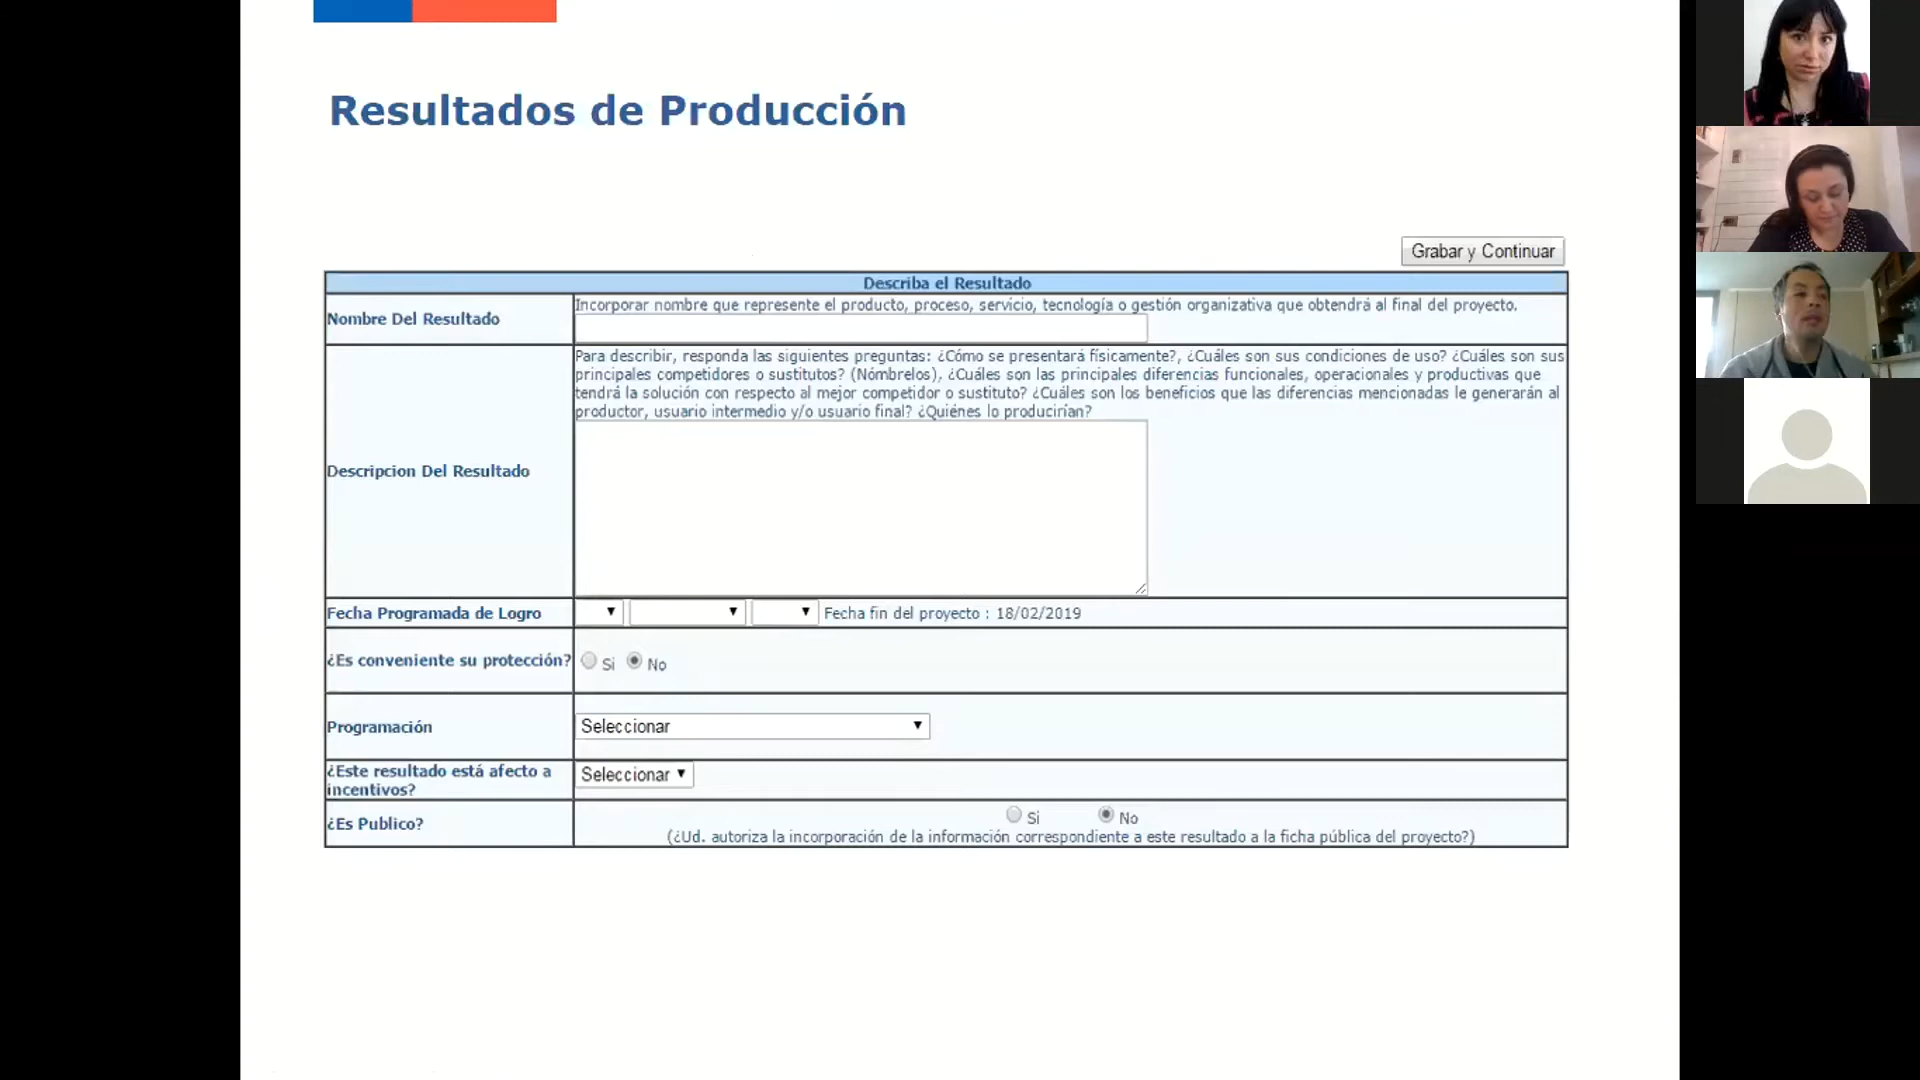 Resultados de Producción
Grabar y Continuar
Describa el Resultado
Nombre Del Resultado
Incorporar nombre que represente el producto, proceso, servicio, tecnología o gestión organizativa que obtendrá al final del proyecto.
Descripcion Del Resultado
Para describir, responda las siguientes preguntas: ¿Cómo se presentará físicamente?, ¿Cuáles son sus condiciones de uso? ¿Cuáles son sus
principales competidores o sustitutos? (Nómbrelos), ¿Cuáles son las principales diferencias funcionales, operacionales y productivas que
tendrá la solución con respecto al mejor competidor o sustituto? ¿Cuáles son los beneficios que las diferencias mencionadas le generarán al
productor, usuario intermedio y/o usuario final? ¿Quiénes lo producirían?
Fecha Programada de Logro
Fecha fin del proyecto : 18/02/2019
¿Es conveniente su protección?
Si No
Programación
Seleccionar
¿Este resultado está afecto a
incentivos?
Seleccionar
¿Es Publico?
Si No
(¿Ud. autoriza la incorporación de la información correspondiente a este resultado a la ficha pública del proyecto?)